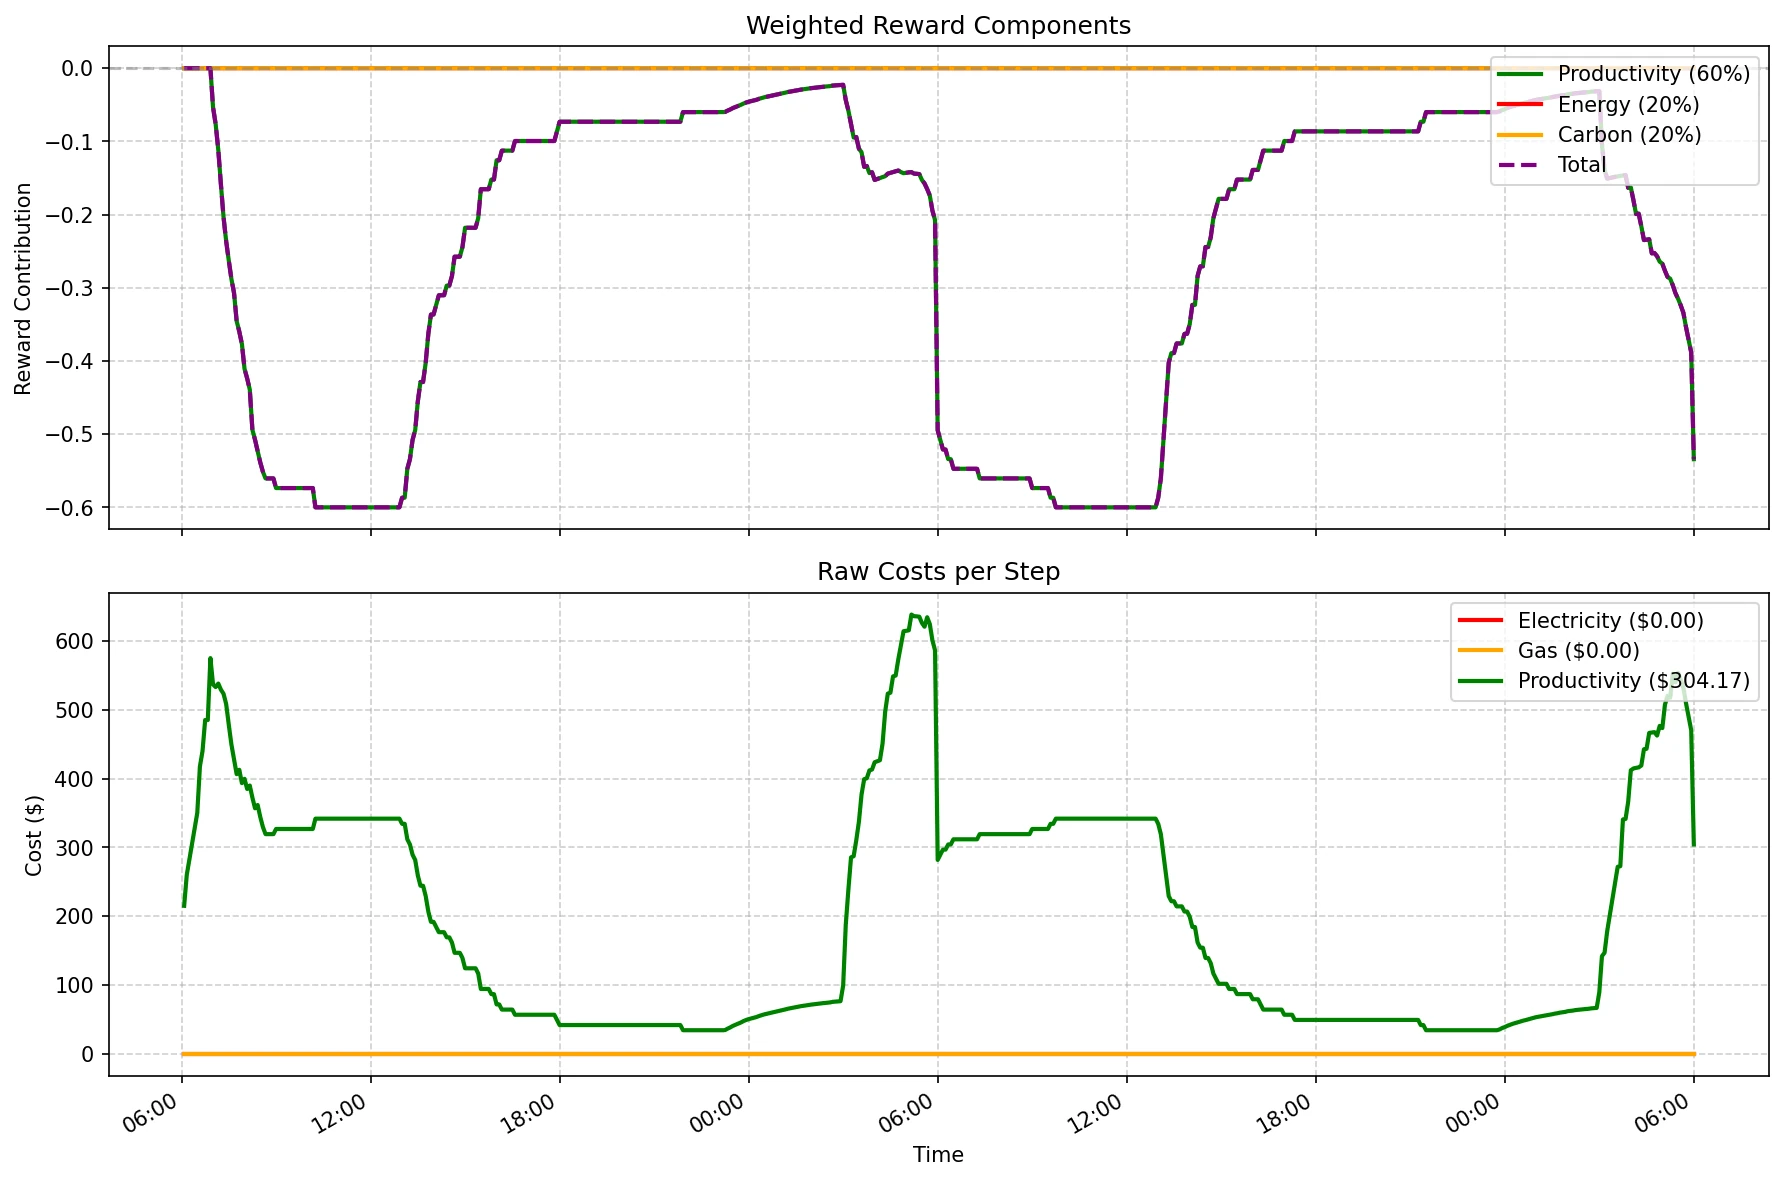 Weighted Reward Components
Reward Contribution
0.0
−0.1
−0.2
−0.3
−0.4
−0.5
−0.6
Productivity (60%)
Energy (20%)
Carbon (20%)
Total
Raw Costs per Step
Cost ($)
600
500
400
300
200
100
0
Electricity ($0.00)
Gas ($0.00)
Productivity ($304.17)
06:00 12:00 18:00 00:00 06:00 12:00 18:00 00:00 06:00
Time